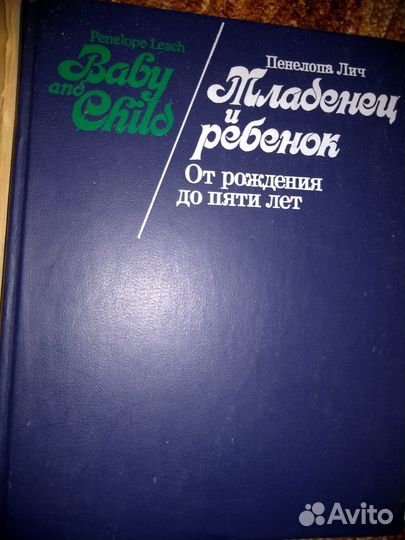 Penelope Leach
Baby
and
Child
Пенелопа Лич
Младенец
и
ребенок
От рождения
до пяти лет
Avito